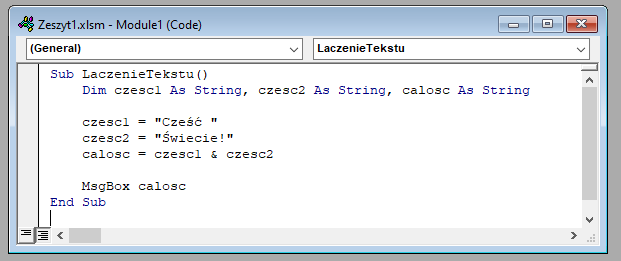 Zeszyt1.xlsm - Module1 (Code)
(General) LaczenieTekstu
Sub LaczenieTekstu()
    Dim czesc1 As String, czesc2 As String, calosc As String

    czesc1 = "Cześć "
    czesc2 = "Świecie!"
    calosc = czesc1 & czesc2

    MsgBox calosc
End Sub